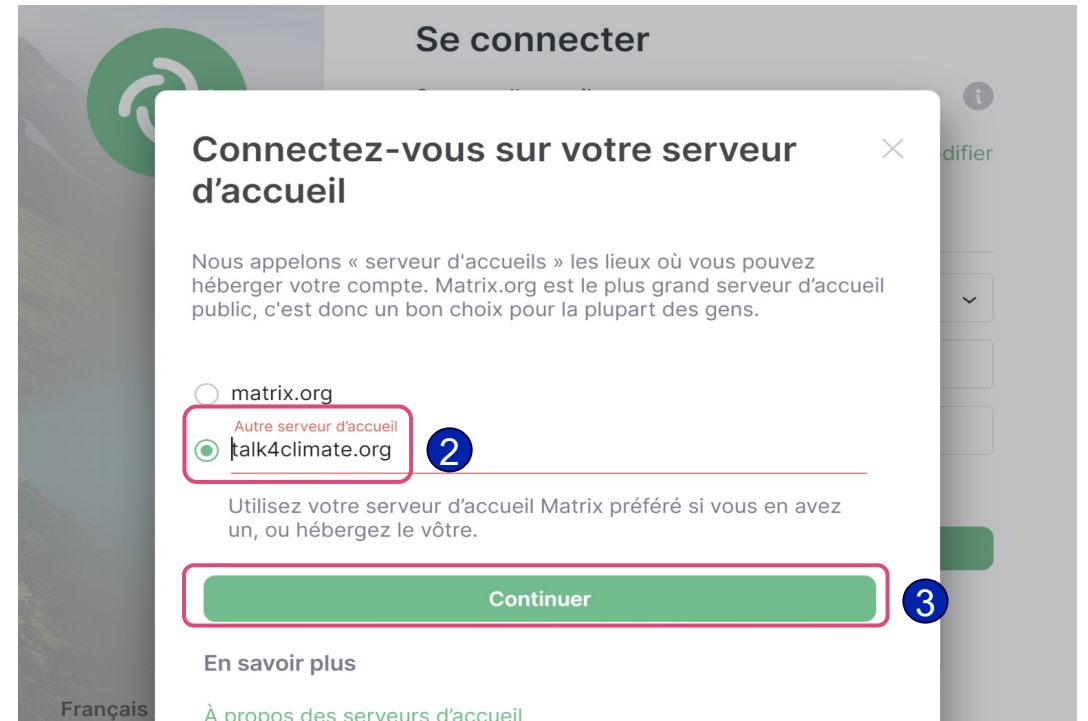 Se connecter
difier
Connectez-vous sur votre serveur
d’accueil
Nous appelons « serveur d'accueils » les lieux où vous pouvez
héberger votre compte. Matrix.org est le plus grand serveur d’accueil
public, c'est donc un bon choix pour la plupart des gens.
matrix.org
Autre serveur d'accueil
talk4climate.org
2
Utilisez votre serveur d’accueil Matrix préféré si vous en avez
un, ou hébergez le vôtre.
Continuer
3
En savoir plus
Français
À propos des serveurs d’accueil